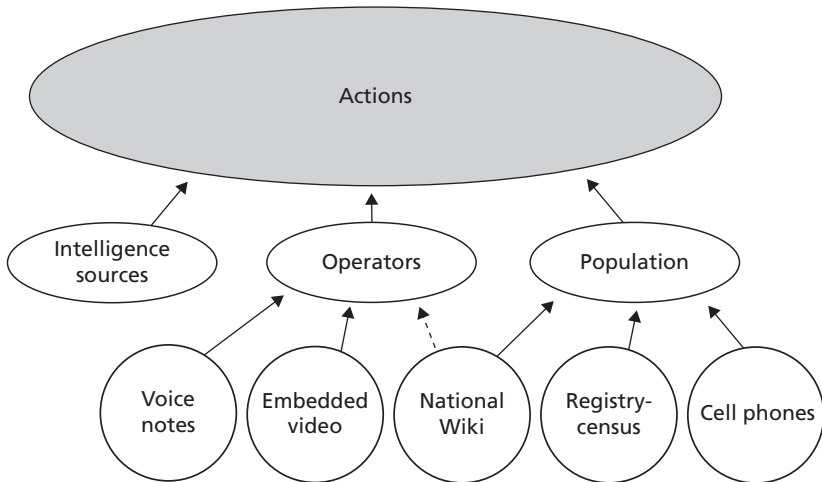 Actions
Intelligence
sources
Operators
Population
Voice
notes
Embedded
video
National
Wiki
Registry-
census
Cell phones